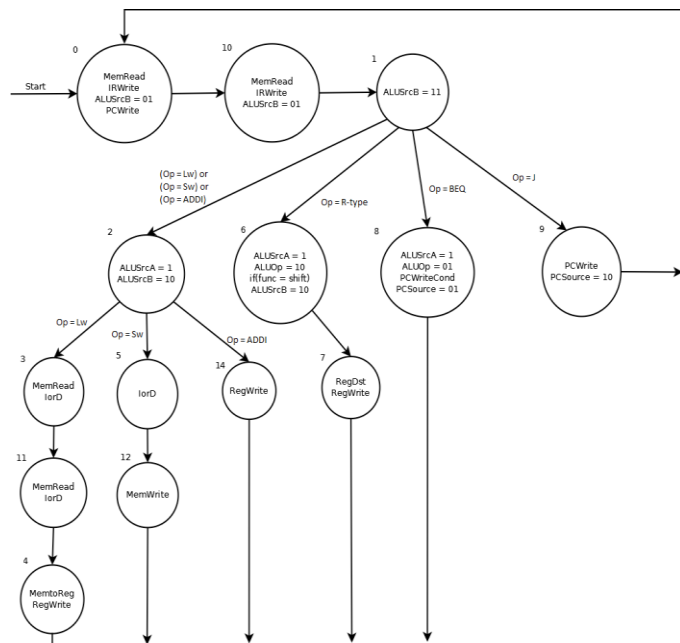 0
10
1
Start
MemRead
IRWrite
ALUSrcB = 01
PCWrite
MemRead
IRWrite
ALUSrcB = 01
ALUSrcB = 11
(Op = Lw) or
(Op = Sw) or
(Op = ADDI)
Op = R-type
Op = BEQ
Op = J
2
6
8
9
ALUSrcA = 1
ALUSrcB = 10
ALUSrcA = 1
ALUOp = 10
if(func = shift)
ALUSrcB = 10
ALUSrcA = 1
ALUOp = 01
PCWriteCond
PCSource = 01
PCWrite
PCSource = 10
Op = Lw
Op = Sw
Op = ADDI
3
5
14
7
MemRead
IorD
IorD
RegWrite
RegDst
RegWrite
11
12
MemRead
IorD
MemWrite
4
MemtoReg
RegWrite